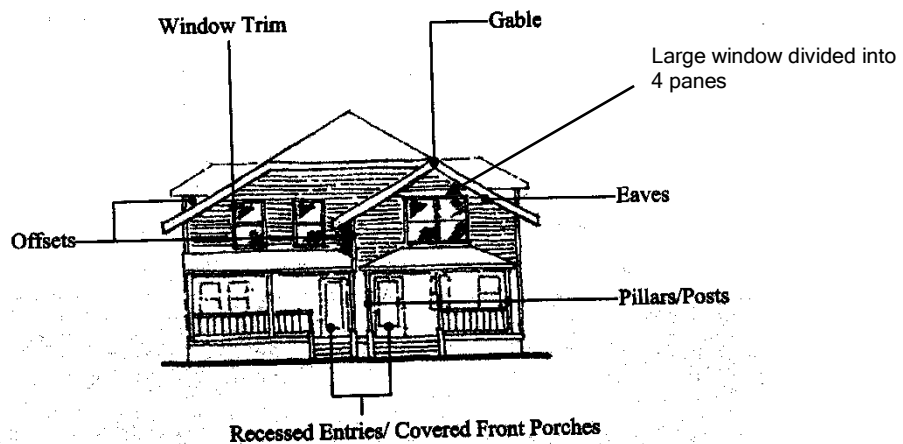 Window Trim
Gable
Large window divided into
4 panes
Eaves
Offsets
Pillars/Posts
Recessed Entries/ Covered Front Porches